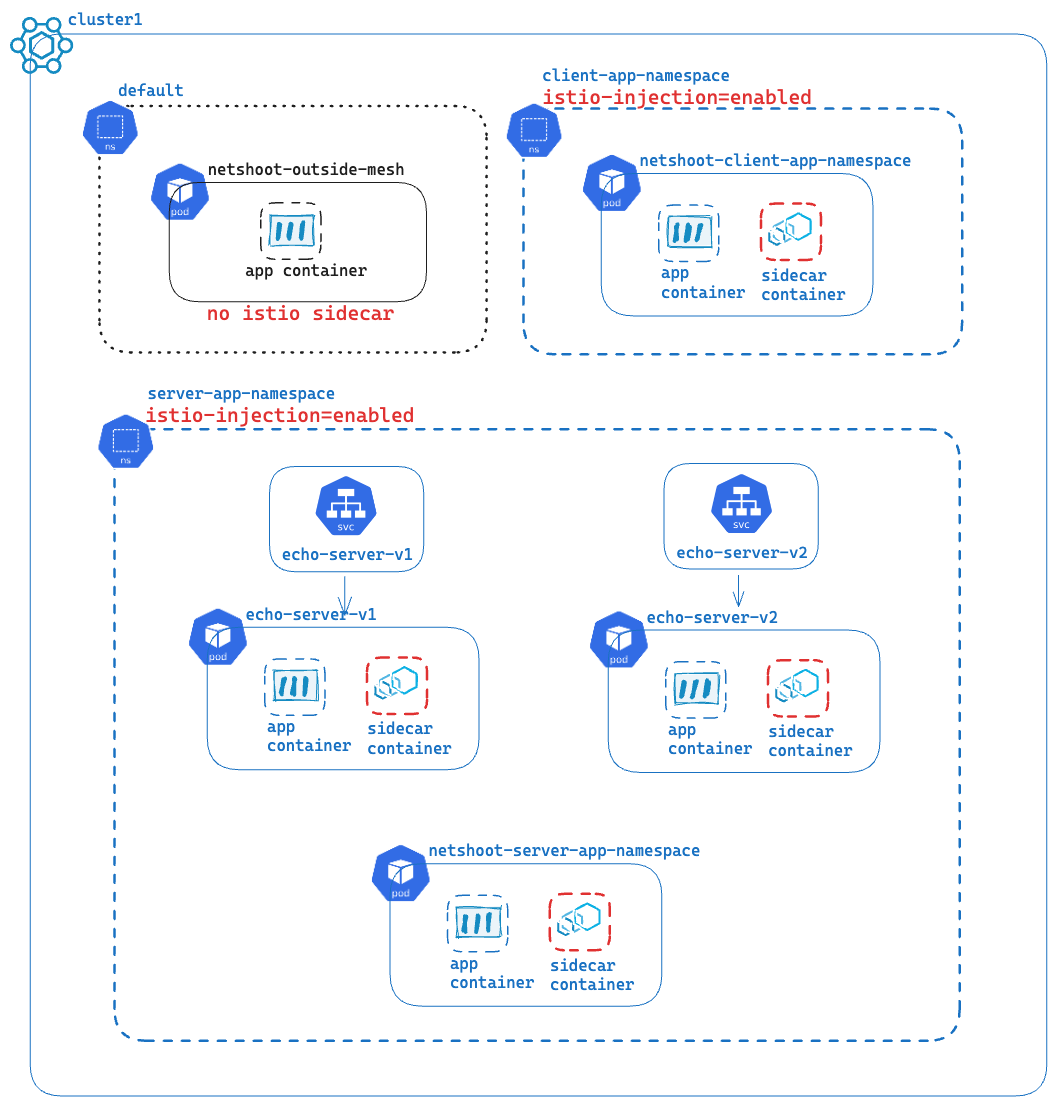 cluster1
default
ns
netshoot-outside-mesh
pod
app container
no istio sidecar
client-app-namespace
istio-injection=enabled
ns
netshoot-client-app-namespace
pod
app
container
sidecar
container
server-app-namespace
istio-injection=enabled
ns
svc
echo-server-v1
svc
echo-server-v2
echo-server-v1
pod
app
container
sidecar
container
echo-server-v2
pod
app
container
sidecar
container
netshoot-server-app-namespace
pod
app
container
sidecar
container